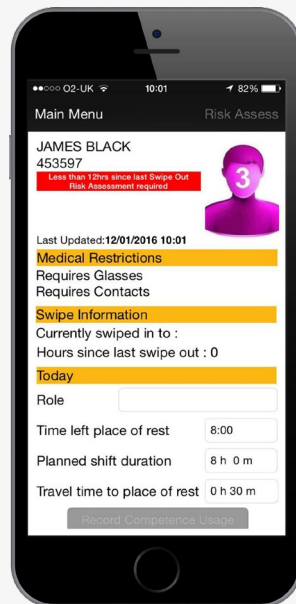 ●●○○○ O2-UK 10:01 82%
Main Menu Risk Assess
JAMES BLACK
453597
Less than 12hrs since last Swipe Out
Risk Assessment required
3
Last Updated:12/01/2016 10:01
Medical Restrictions
Requires Glasses
Requires Contacts
Swipe Information
Currently swiped in to :
Hours since last swipe out : 0
Today
Role
Time left place of rest 8:00
Planned shift duration 8 h 0 m
Travel time to place of rest 0 h 30 m
Record Competence Usage